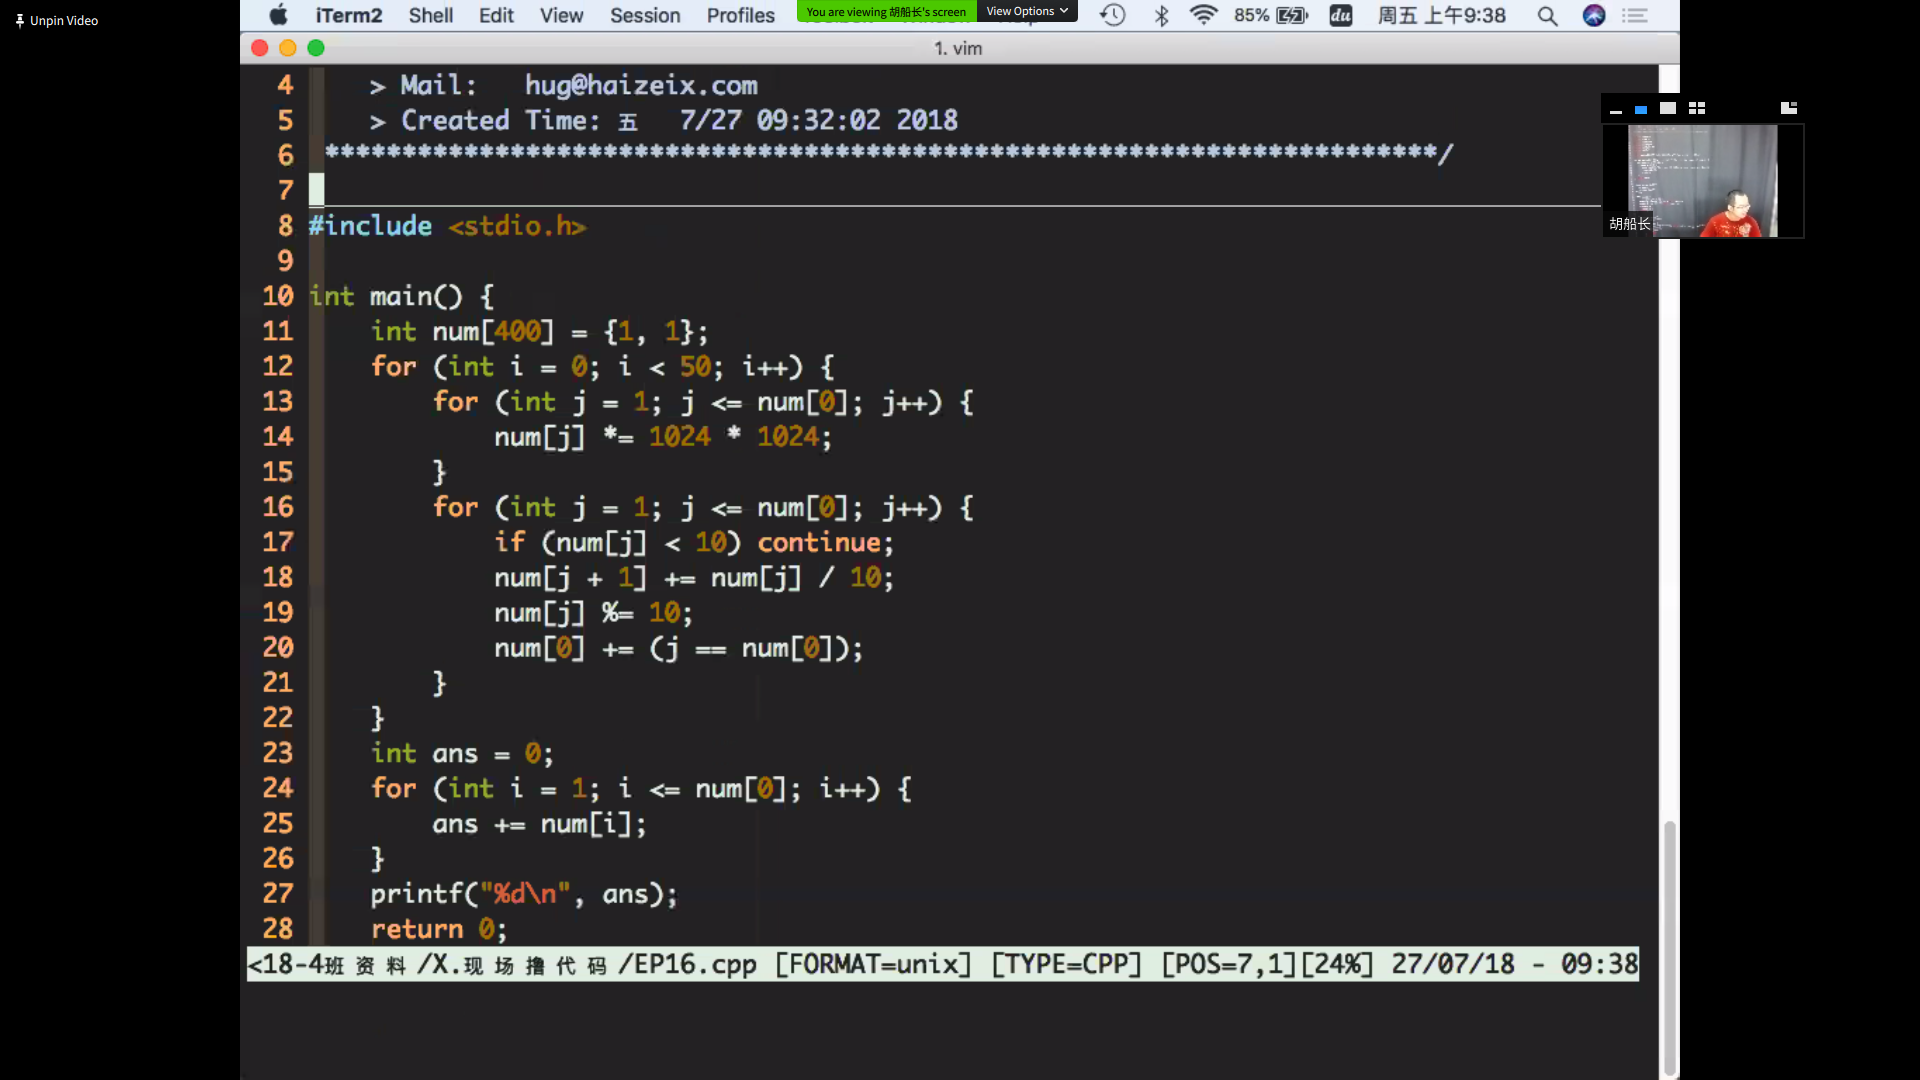 Unpin Video
iTerm2 Shell Edit View Session Profiles
You are viewing 胡船长's screen View Options
85% du 周五 上午9:38
1. vim
4 > Mail: hug@haizeix.com
5 > Created Time: 五 7/27 09:32:02 2018
6 ************************************************************************/
7
8 #include <stdio.h>
9
10 int main() {
11 int num[400] = {1, 1};
12 for (int i = 0; i < 50; i++) {
13 for (int j = 1; j <= num[0]; j++) {
14 num[j] *= 1024 * 1024;
15 }
16 for (int j = 1; j <= num[0]; j++) {
17 if (num[j] < 10) continue;
18 num[j + 1] += num[j] / 10;
19 num[j] %= 10;
20 num[0] += (j == num[0]);
21 }
22 }
23 int ans = 0;
24 for (int i = 1; i <= num[0]; i++) {
25 ans += num[i];
26 }
27 printf("%d\n", ans);
28 return 0;
<18-4班资料/X.现场撸代码/EP16.cpp [FORMAT=unix] [TYPE=CPP] [POS=7,1][24%] 27/07/18 - 09:38
胡船长